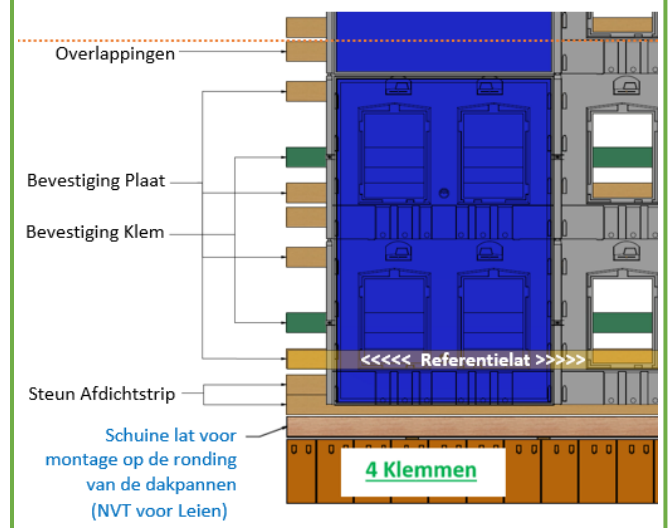 Overlappingen
Bevestiging Plaat
Bevestiging Klem
<<<<< Referentielat >>>>>
Steun Afdichtstrip
Schuine lat voor
montage op de ronding
van de dakpannen
(NVT voor Leien)
4 Klemmen